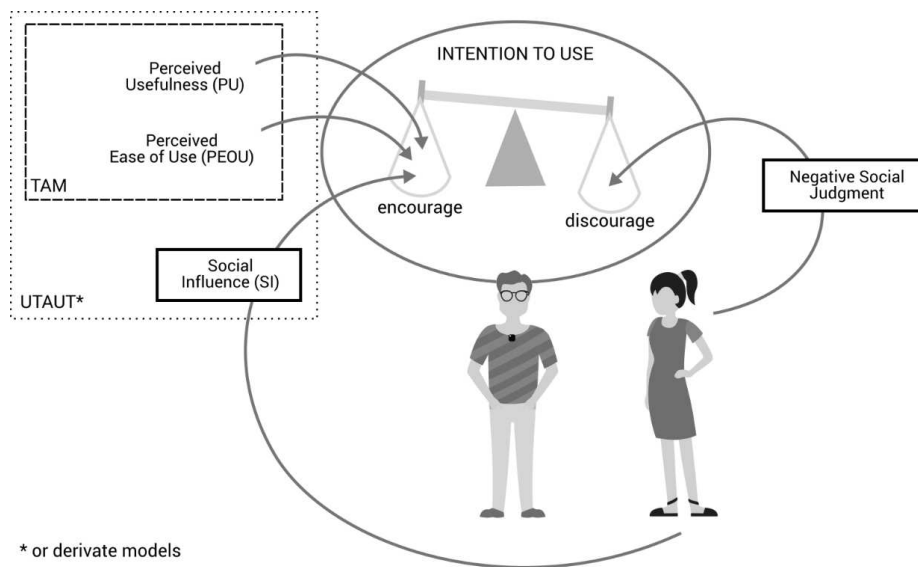 INTENTION TO USE
Perceived
Usefulness (PU)
Perceived
Ease of Use (PEOU)
TAM
encourage
discourage
Negative Social
Judgment
Social
Influence (SI)
UTAUT*
* or derivate models